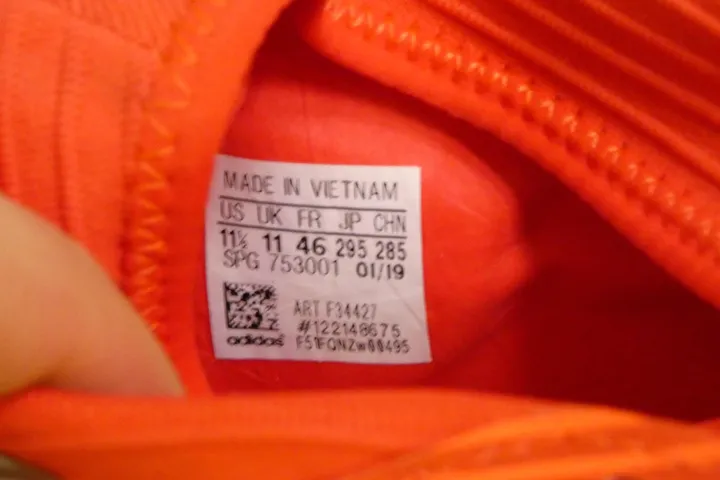 MADE IN VIETNAM
US UK FR JP CHN
11½ 11 46 295 285
SPG 753001 01/19
ART F34427
#122148675
adidas F51FQNZW00495